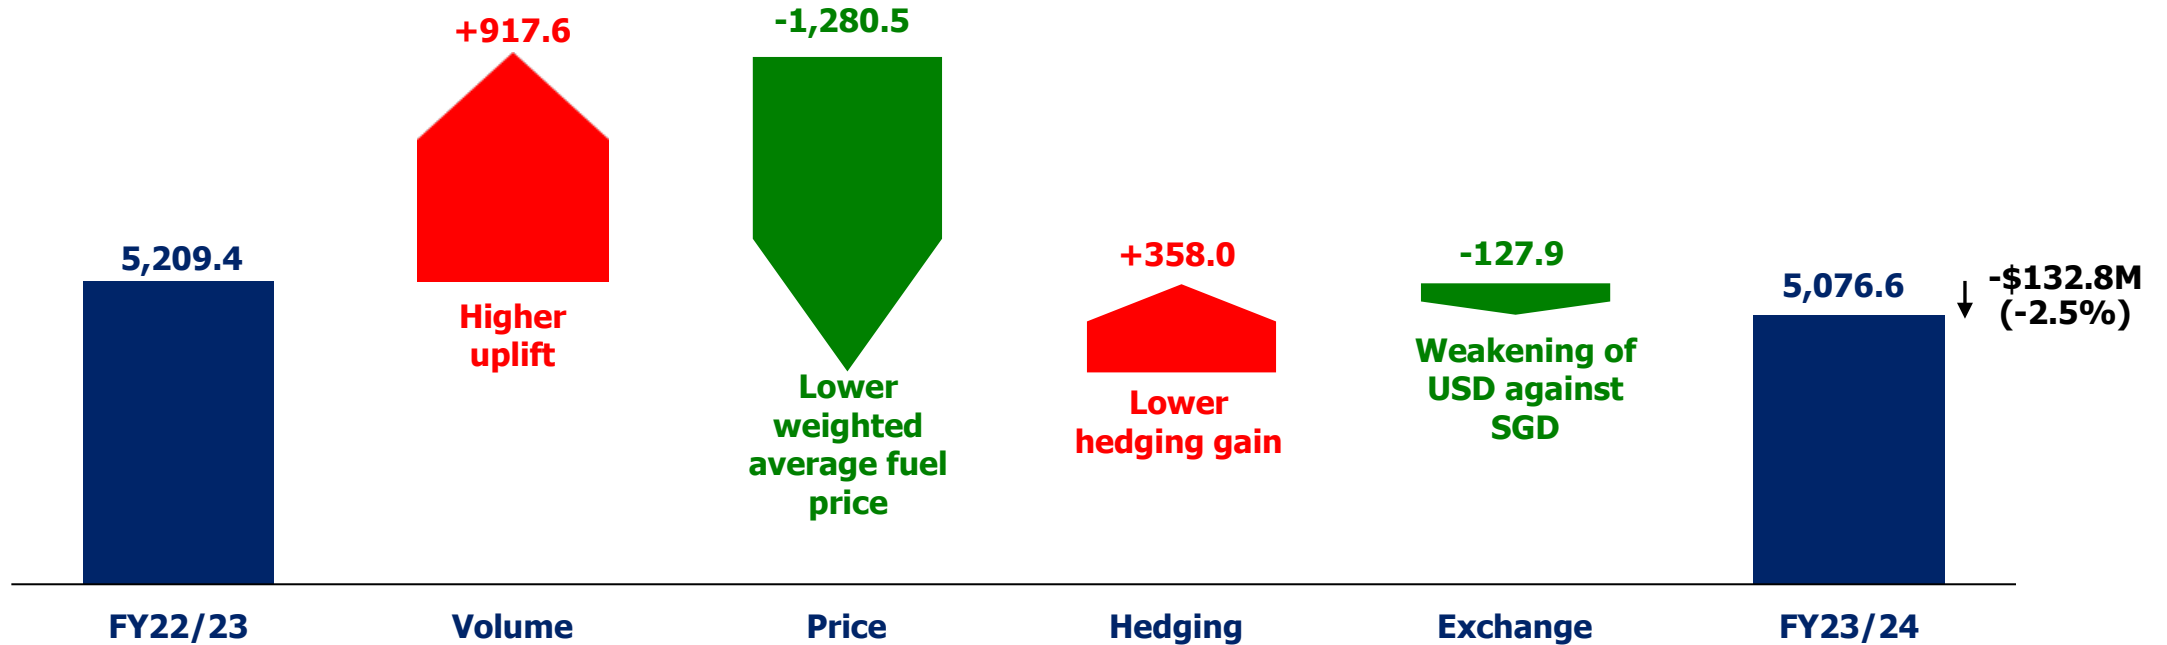 +917.6
-1,280.5
5,209.4
Higher
uplift
Lower
weighted
average fuel
price
+358.0
Lower
hedging gain
-127.9
Weakening of
USD against
SGD
5,076.6
-$132.8M
(-2.5%)
FY22/23
Volume
Price
Hedging
Exchange
FY23/24